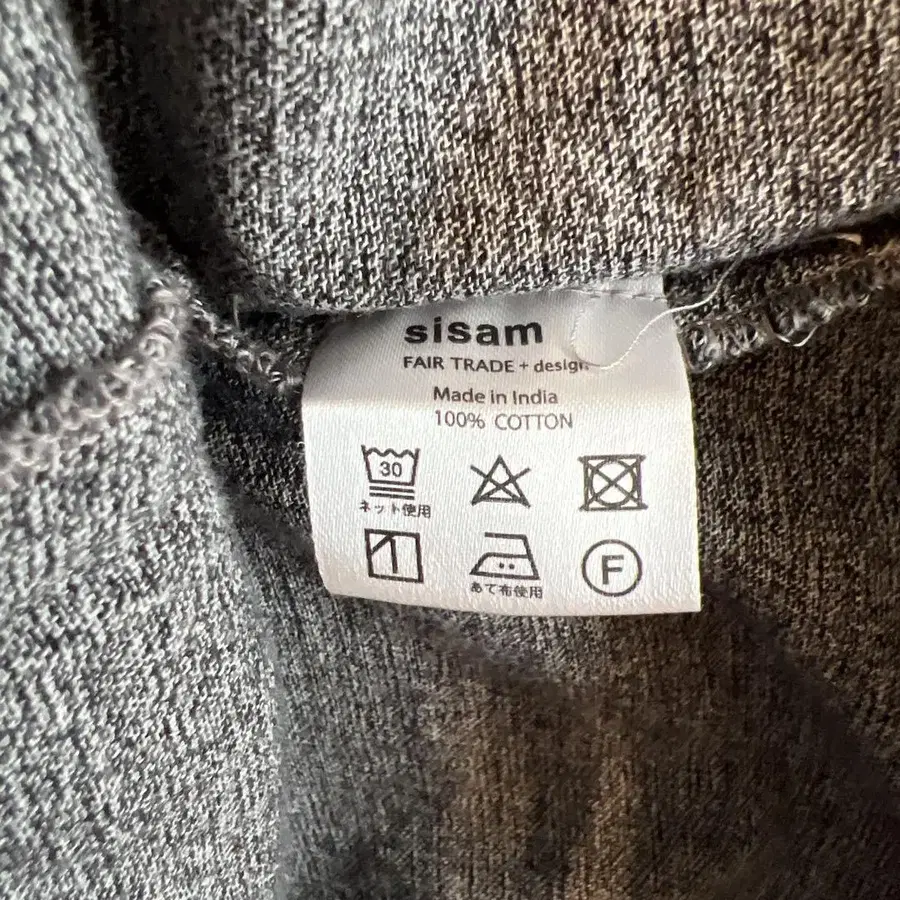 sisam
FAIR TRADE + design
Made in India
100% COTTON
30
ネット使用
あて布使用
F